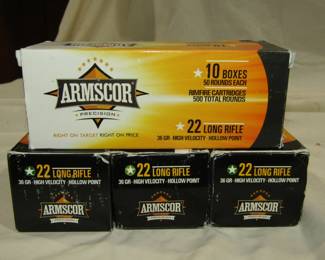 10 BOXES
50 ROUNDS EACH
RIMFIRE CARTRIDGES
500 TOTAL ROUNDS
ARMSCOR
PRECISION
RIGHT ON TARGET RIGHT ON PRICE
22 LONG RIFLE
22 LONG RIFLE
36 GR • HIGH VELOCITY • HOLLOW POINT
ARMSCOR
22 LONG RIFLE
36 GR • HIGH VELOCITY • HOLLOW POINT
ARMSCOR
22 LONG RIFLE
36 GR • HIGH VELOCITY • HOLLOW POINT
ARMSCOR